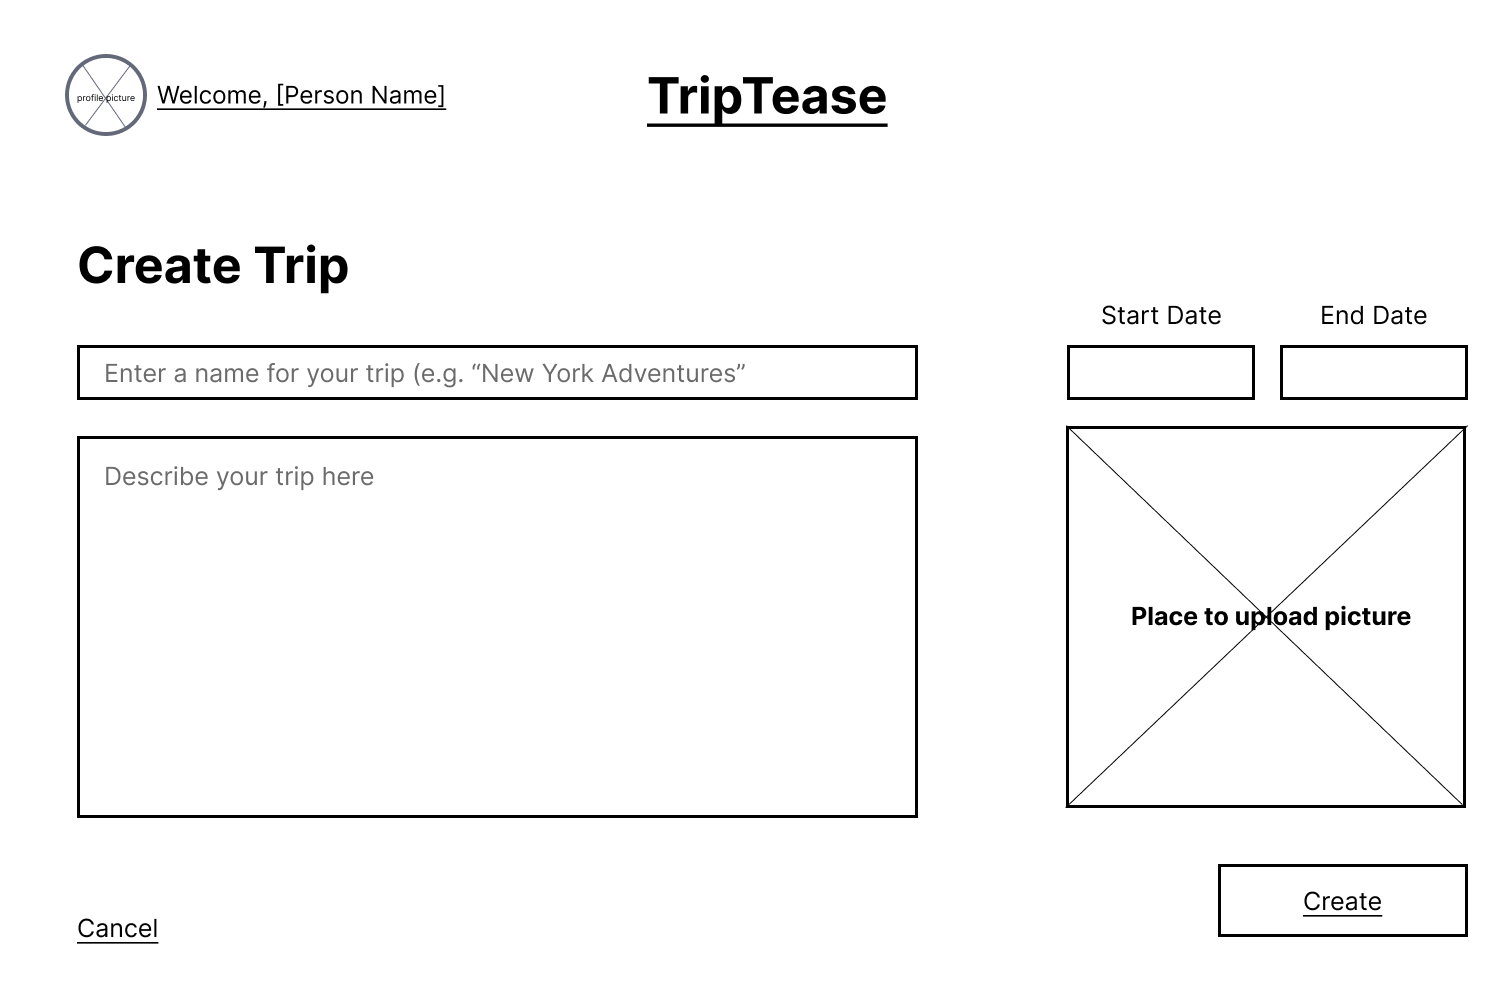 profile picture
Welcome, [Person Name]
TripTease
Create Trip
Start Date
End Date
Enter a name for your trip (e.g. “New York Adventures”
Describe your trip here
Place to upload picture
Create
Cancel